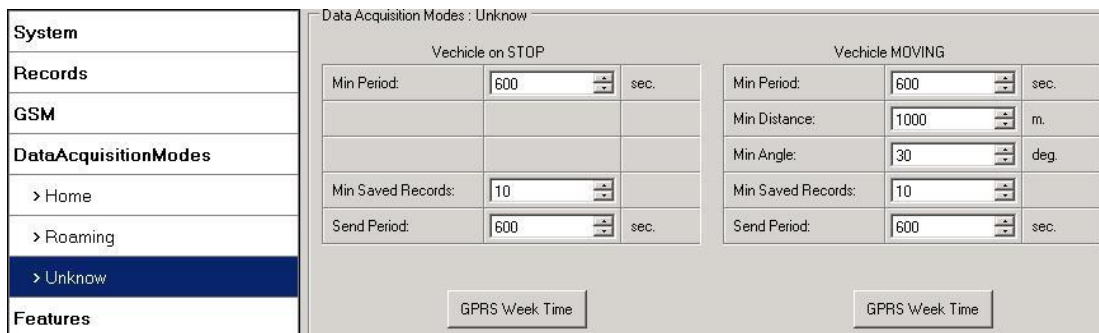 System
Records
GSM
DataAcquisitionModes
> Home
> Roaming
> Unknow
Features
Data Acquisition Modes : Unknow
Vechicle on STOP
Min Period: 600 sec.
Min Saved Records: 10
Send Period: 600 sec.
GPRS Week Time
Vechicle MOVING
Min Period: 600 sec.
Min Distance: 1000 m.
Min Angle: 30 deg.
Min Saved Records: 10
Send Period: 600 sec.
GPRS Week Time